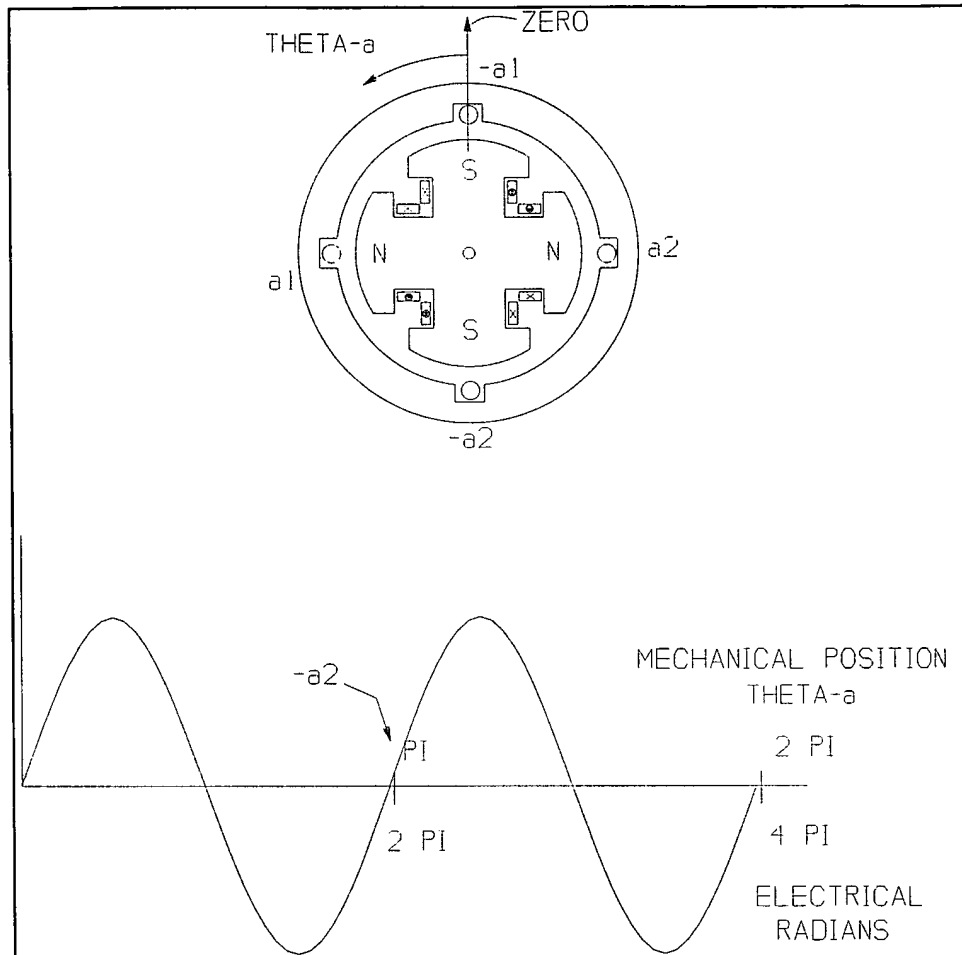 ZERO
THETA-a
-a1
S
N
N
a1
a2
S
-a2
MECHANICAL POSITION
THETA-a
-a2
PI
2 PI
2 PI
4 PI
ELECTRICAL
RADIANS